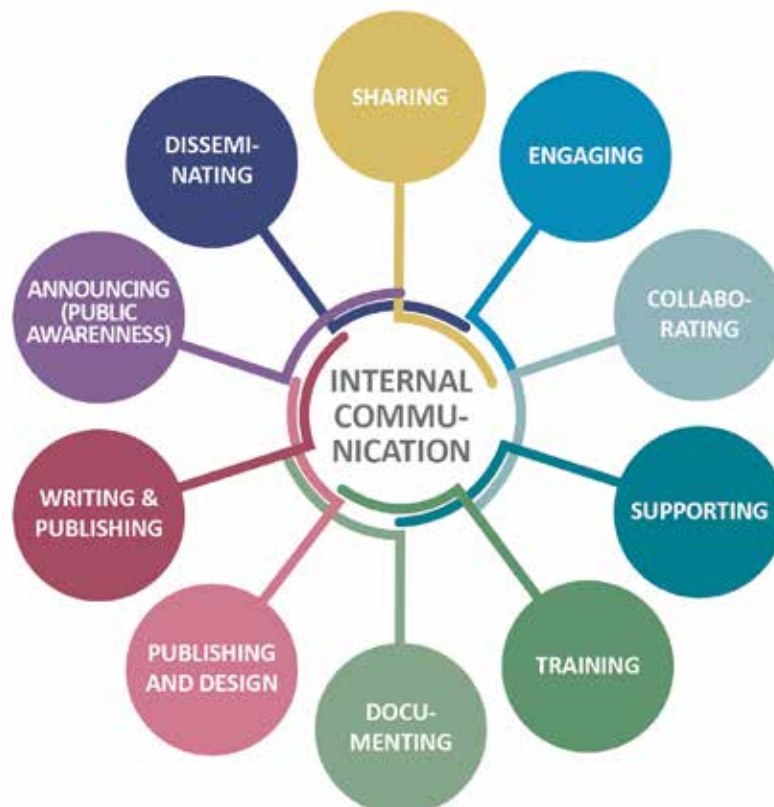 SHARING
ENGAGING
COLLABO-
RATING
SUPPORTING
TRAINING
DOCU-
MENTING
PUBLISHING
AND DESIGN
WRITING &
PUBLISHING
ANNOUNCING
(PUBLIC
AWARENNESS)
DISSEMI-
NATING
INTERNAL
COMMU-
NICATION